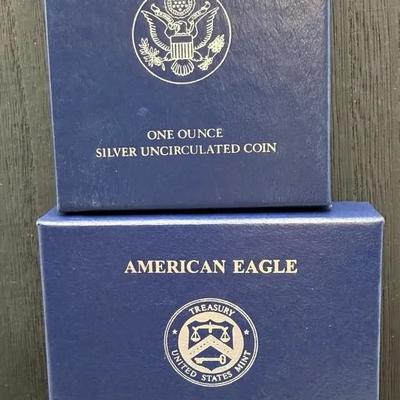 ONE OUNCE
SILVER UNCIRCULATED COIN
AMERICAN EAGLE
TREASURY
UNITED STATES MINT